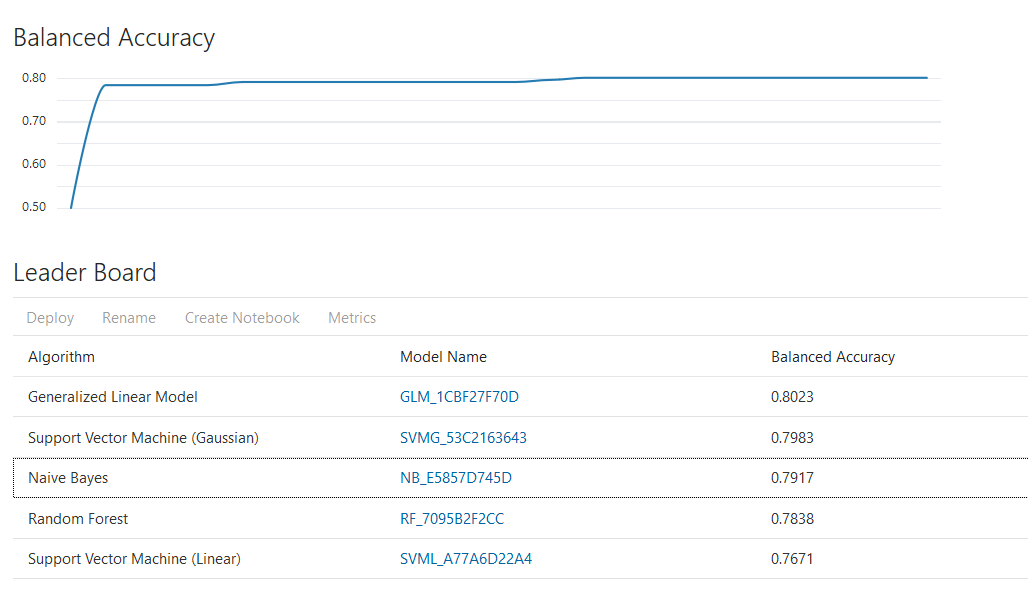 Balanced Accuracy
0.80
0.70
0.60
0.50
Leader Board
Deploy Rename Create Notebook Metrics
Algorithm Model Name Balanced Accuracy
Generalized Linear Model GLM_1CBF27F70D 0.8023
Support Vector Machine (Gaussian) SVMG_53C2163643 0.7983
Naive Bayes NB_E5857D745D 0.7917
Random Forest RF_7095B2F2CC 0.7838
Support Vector Machine (Linear) SVML_A77A6D22A4 0.7671